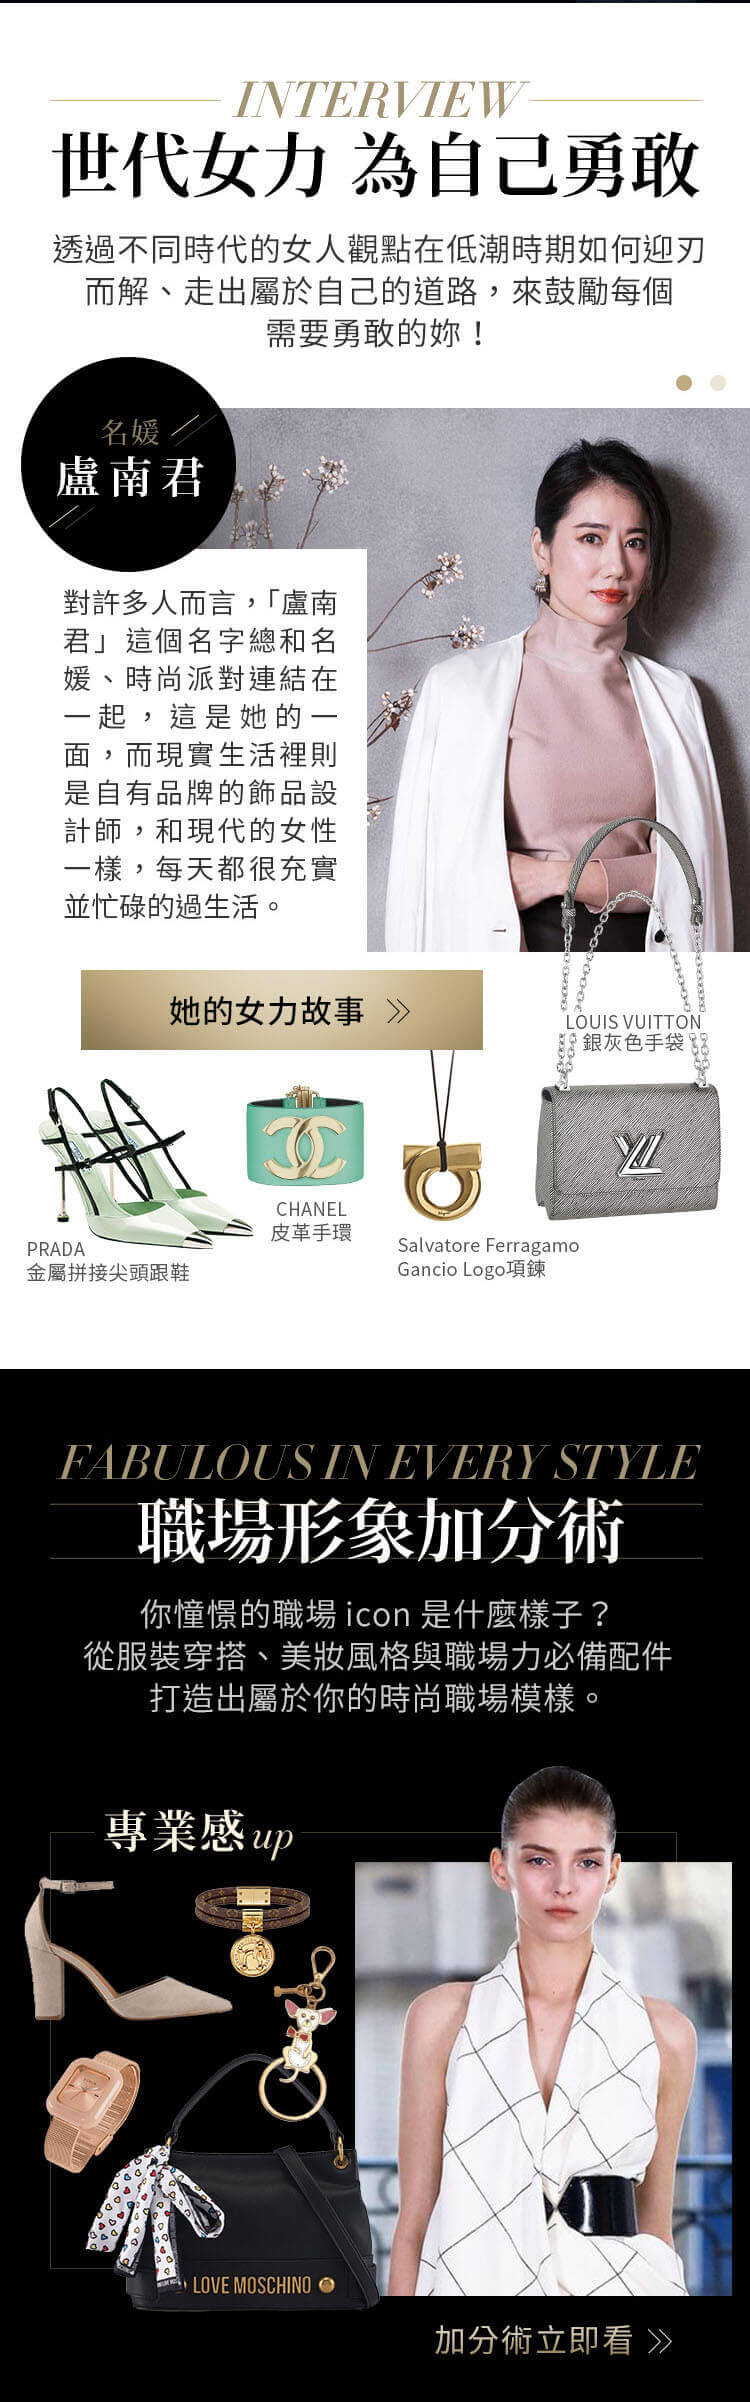 INTERVIEW
世代女力 為自己勇敢
透過不同時代的女人觀點在低潮時期如何迎刃
而解、走出屬於自己的道路，來鼓勵每個
需要勇敢的妳！
名媛
盧南君
對許多人而言，「盧南
君」這個名字總和名
媛、時尚派對連結在
一起，這是她的一
面，而現實生活裡則
是自有品牌的飾品設
計師，和現代的女性
一樣，每天都很充實
並忙碌的過生活。
她的女力故事
LOUIS VUITTON
銀灰色手袋
CHANEL
皮革手環
PRADA
金屬拼接尖頭跟鞋
Salvatore Ferragamo
Gancio Logo項鍊
FABULOUS IN EVERY STYLE
職場形象加分術
你憧憬的職場 icon 是什麼樣子？
從服裝穿搭、美妝風格與職場力必備配件
打造出屬於你的時尚職場模樣。
專業感 up
LOVE MOSCHINO
加分術立即看